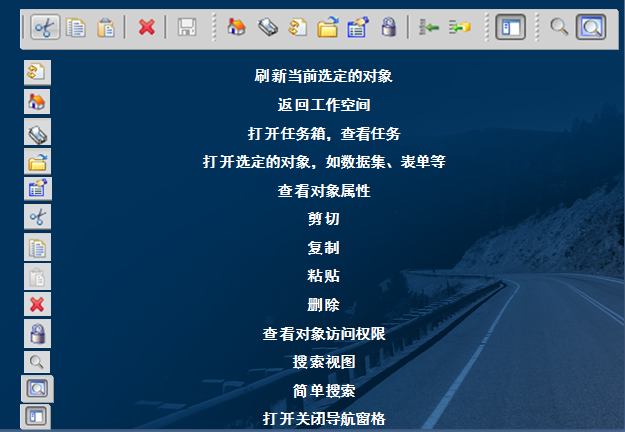 刷新当前选定的对象
返回工作空间
打开任务箱，查看任务
打开选定的对象，如数据集、表单等
查看对象属性
剪切
复制
粘贴
删除
查看对象访问权限
搜索视图
简单搜索
打开关闭导航窗格